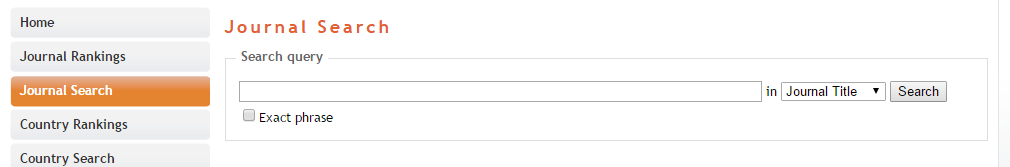 Home
Journal Rankings
Journal Search
Country Rankings
Country Search
Journal Search
Search query
in Journal Title Search
Exact phrase